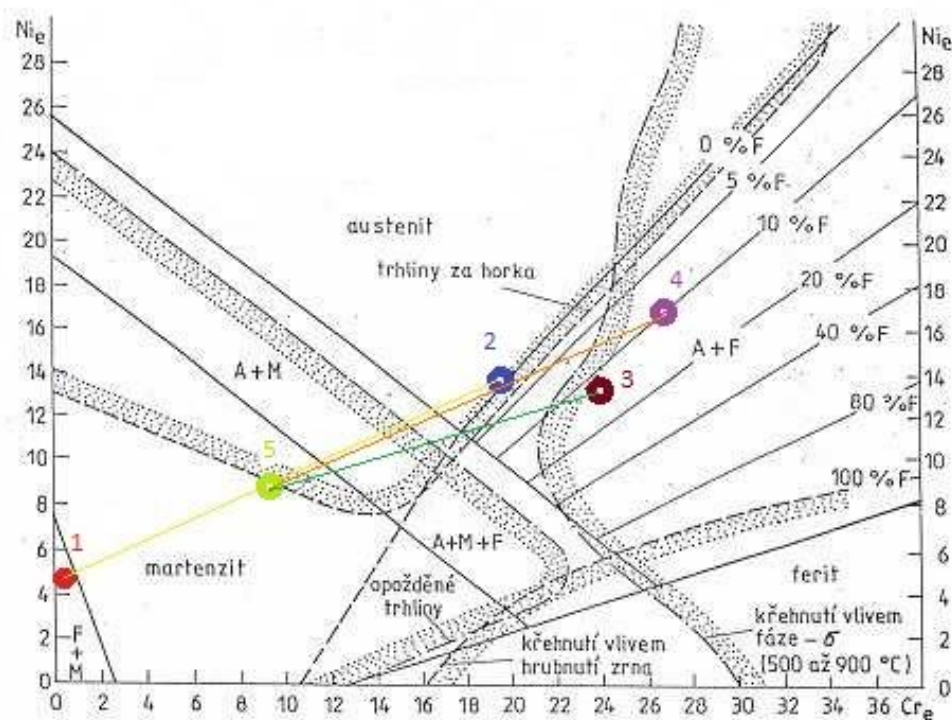 Niₑ
Niₑ
28
26
24
22
20
18
16
14
12
10
8
6
4
2
0
28
26
24
22
20
18
16
14
12
10
8
6
4
2
0
0 %F
5 %F
10 %F
20 %F
40 %F
80 %F
100 %F
austenit
trhliny za horka
A+M
A+F
A+M+F
martenzit
opožděné
trhliny
ferit
křehnutí vlivem
hrubnutí zrna
křehnutí vlivem
fáze – σ
(500 až 900 °C)
F
+
M
1
2
3
4
5
0 2 4 6 8 10 12 14 16 18 20 22 24 26 28 30 32 34 36 Crₑ